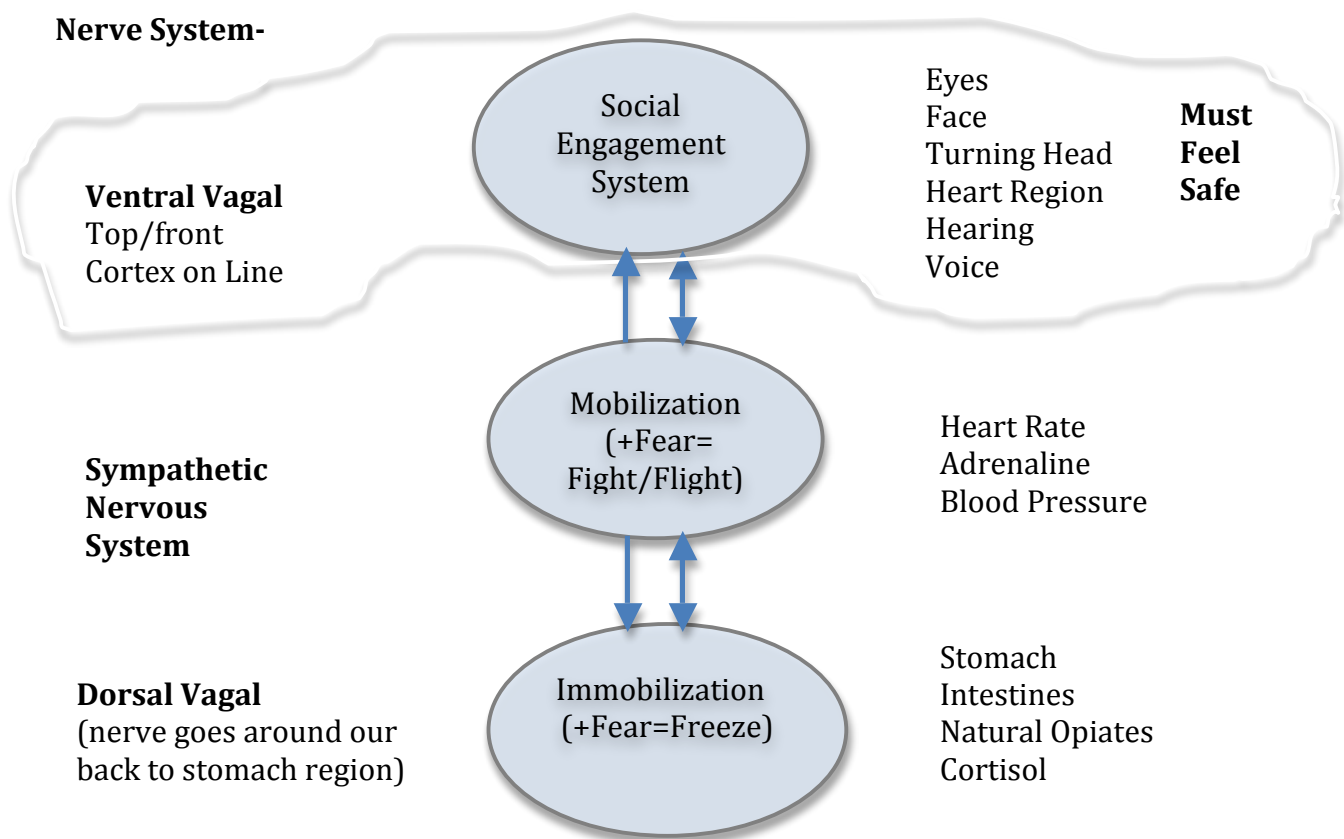 Nerve System-
Social
Engagement
System
Ventral Vagal
Top/front
Cortex on Line
Eyes
Face
Turning Head
Heart Region
Hearing
Voice
Must
Feel
Safe
Mobilization
(+Fear=
Fight/Flight)
Sympathetic
Nervous
System
Heart Rate
Adrenaline
Blood Pressure
Immobilization
(+Fear=Freeze)
Dorsal Vagal
(nerve goes around our
back to stomach region)
Stomach
Intestines
Natural Opiates
Cortisol